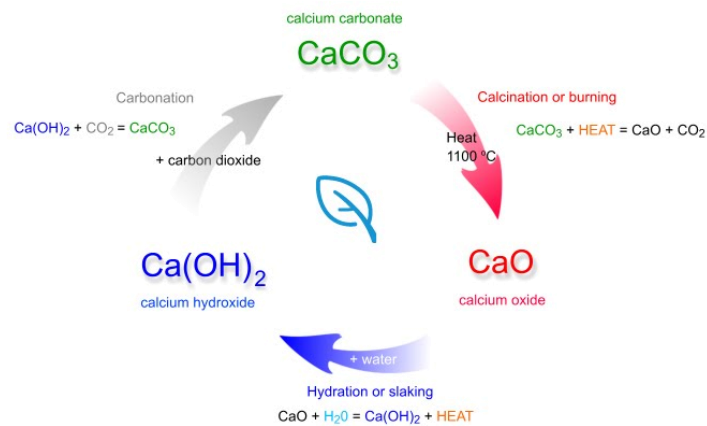 calcium carbonate
CaCO₃
Carbonation
Ca(OH)₂ + CO₂ = CaCO₃
+ carbon dioxide
Calcination or burning
CaCO₃ + HEAT = CaO + CO₂
Heat
1100 ºC
Ca(OH)₂
calcium hydroxide
CaO
calcium oxide
+ water
Hydration or slaking
CaO + H₂0 = Ca(OH)₂ + HEAT